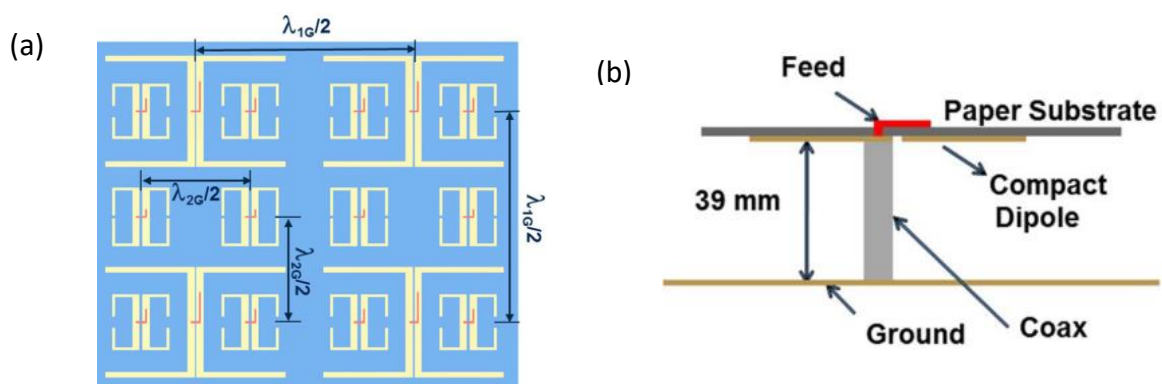 (a)
λ1G/2
λ2G/2
λ2G/2
λ1G/2
(b)
Feed
Paper Substrate
39 mm
Compact
Dipole
Ground
Coax